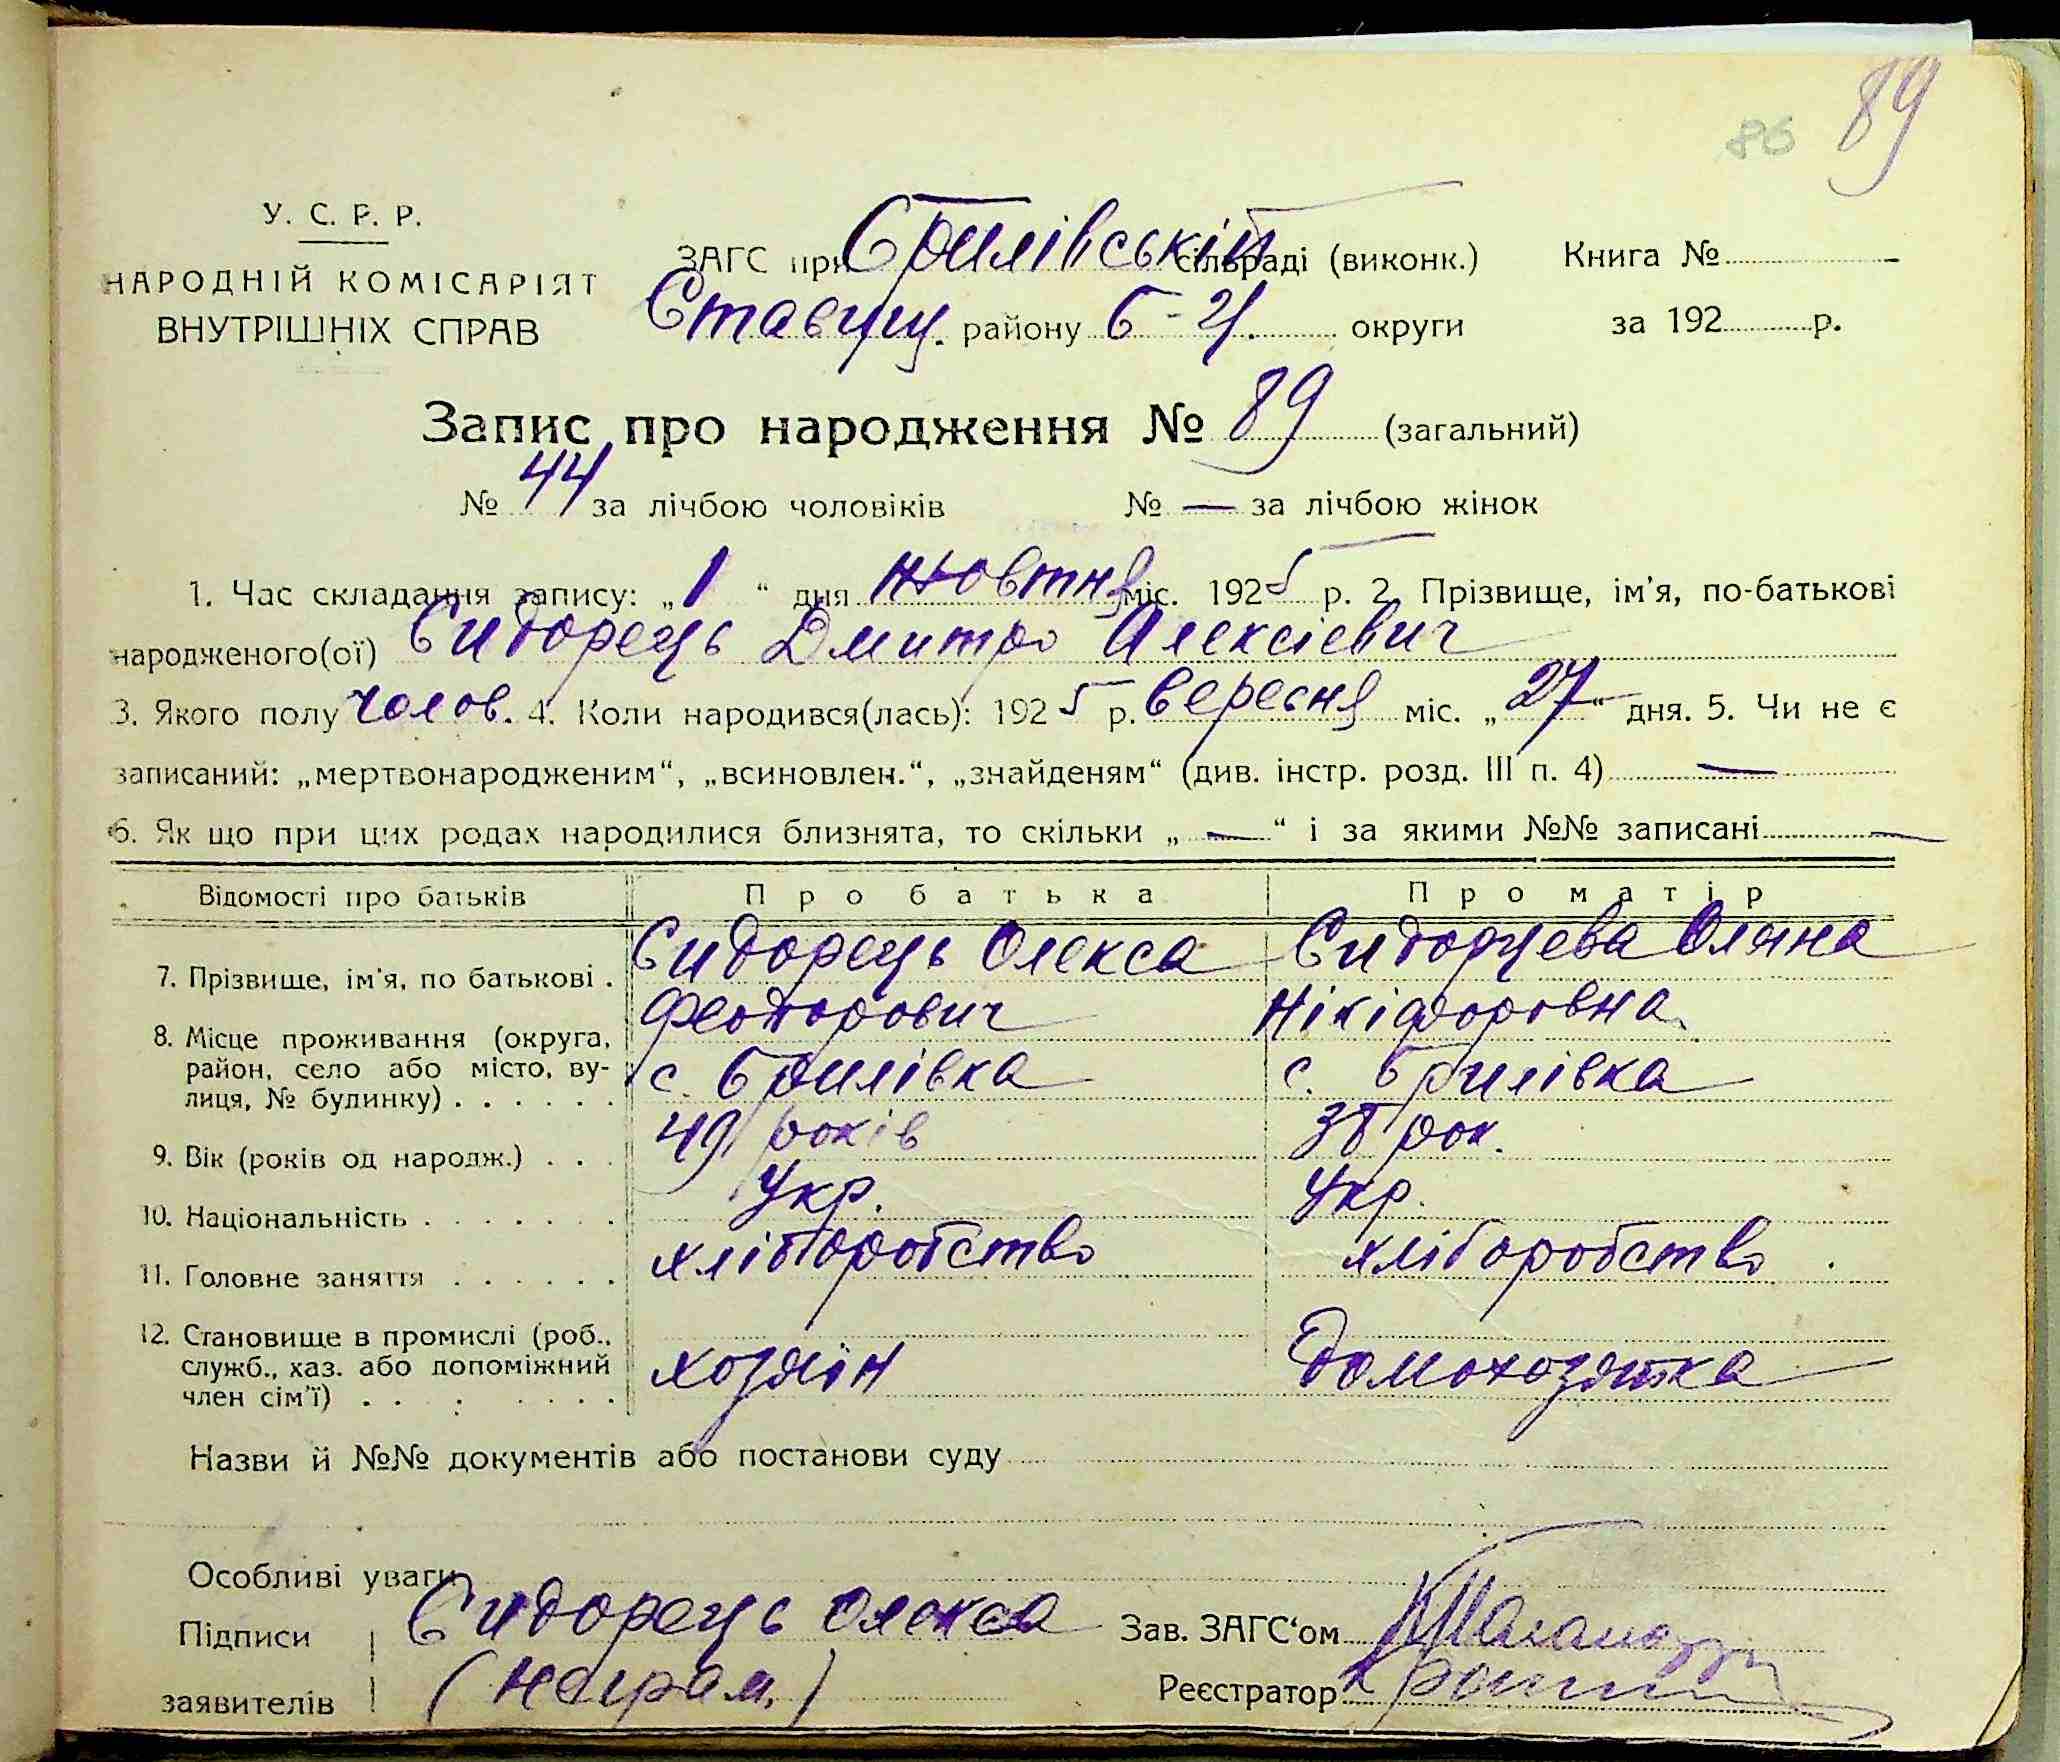 86 89
У. С. Р. Р.
НАРОДНІЙ КОМІСАРІЯТ
ВНУТРІШНІХ СПРАВ
ЗАГС при Брилівській сільраді (виконк.) Книга №
Ставищ. району Б-Ц. округи за 192 р.
Запис про народження № 89 (загальний)
№ 44 за лічбою чоловіків № — за лічбою жінок
1. Час складання запису: „1“ дня жовтня міс. 1925 р. 2. Прізвище, ім'я, по-батькові
народженого(ої) Сидорець Дмитро Алексієвич
3. Якого полу чолов. 4. Коли народився(лась): 1925 р. вересня міс. „27“ дня. 5. Чи не є
записаний: „мертвонародженим“, „всиновлен.“, „знайденям“ (див. інстр. розд. III п. 4) —
6. Як що при цих родах народилися близнята, то скільки „—“ і за якими №№ записані —
Відомості про батьків Про батька Про матір
7. Прізвище, ім'я, по батькові . Сидорець Олекса Феодорович Сидорцева Оляна Нікіфоровна
8. Місце проживання (округа,
район, село або місто, ву-
лиця, № будинку) . . . . . . с. Брилівка с. Брилівка
9. Вік (років од народж.) . . . 49 років 38 рок.
10. Національність . . . . . . . Укр. Укр.
11. Головне заняття . . . . . . хліборобство хліборобство
12. Становище в промислі (роб.,
служб., хаз. або допоміжний
член сім'ї) . . . . . . . хозяін домохозяйка
Назви й №№ документів або постанови суду
Особливі уваги
Підписи Сидорець Олекса Зав. ЗАГС'ом
заявителів (неграм.) Реєстратор